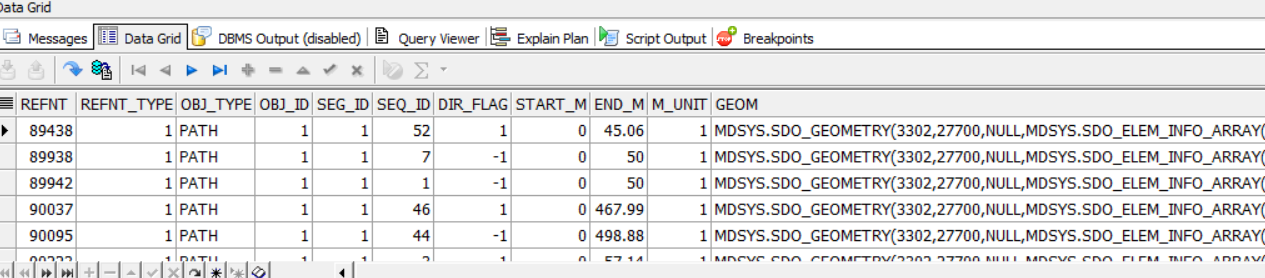 Data Grid
Messages Data Grid DBMS Output (disabled) Query Viewer Explain Plan Script Output Breakpoints
REFNT REFNT_TYPE OBJ_TYPE OBJ_ID SEG_ID SEQ_ID DIR_FLAG START_M END_M M_UNIT GEOM
89438 1 PATH 1 1 52 1 0 45.06 1 MDSYS.SDO_GEOMETRY(3302,27700,NULL,MDSYS.SDO_ELEM_INFO_ARRAY(
89938 1 PATH 1 1 7 -1 0 50 1 MDSYS.SDO_GEOMETRY(3302,27700,NULL,MDSYS.SDO_ELEM_INFO_ARRAY(
89942 1 PATH 1 1 1 -1 0 50 1 MDSYS.SDO_GEOMETRY(3302,27700,NULL,MDSYS.SDO_ELEM_INFO_ARRAY(
90037 1 PATH 1 1 46 1 0 467.99 1 MDSYS.SDO_GEOMETRY(3302,27700,NULL,MDSYS.SDO_ELEM_INFO_ARRAY(
90095 1 PATH 1 1 44 -1 0 498.88 1 MDSYS.SDO_GEOMETRY(3302,27700,NULL,MDSYS.SDO_ELEM_INFO_ARRAY(